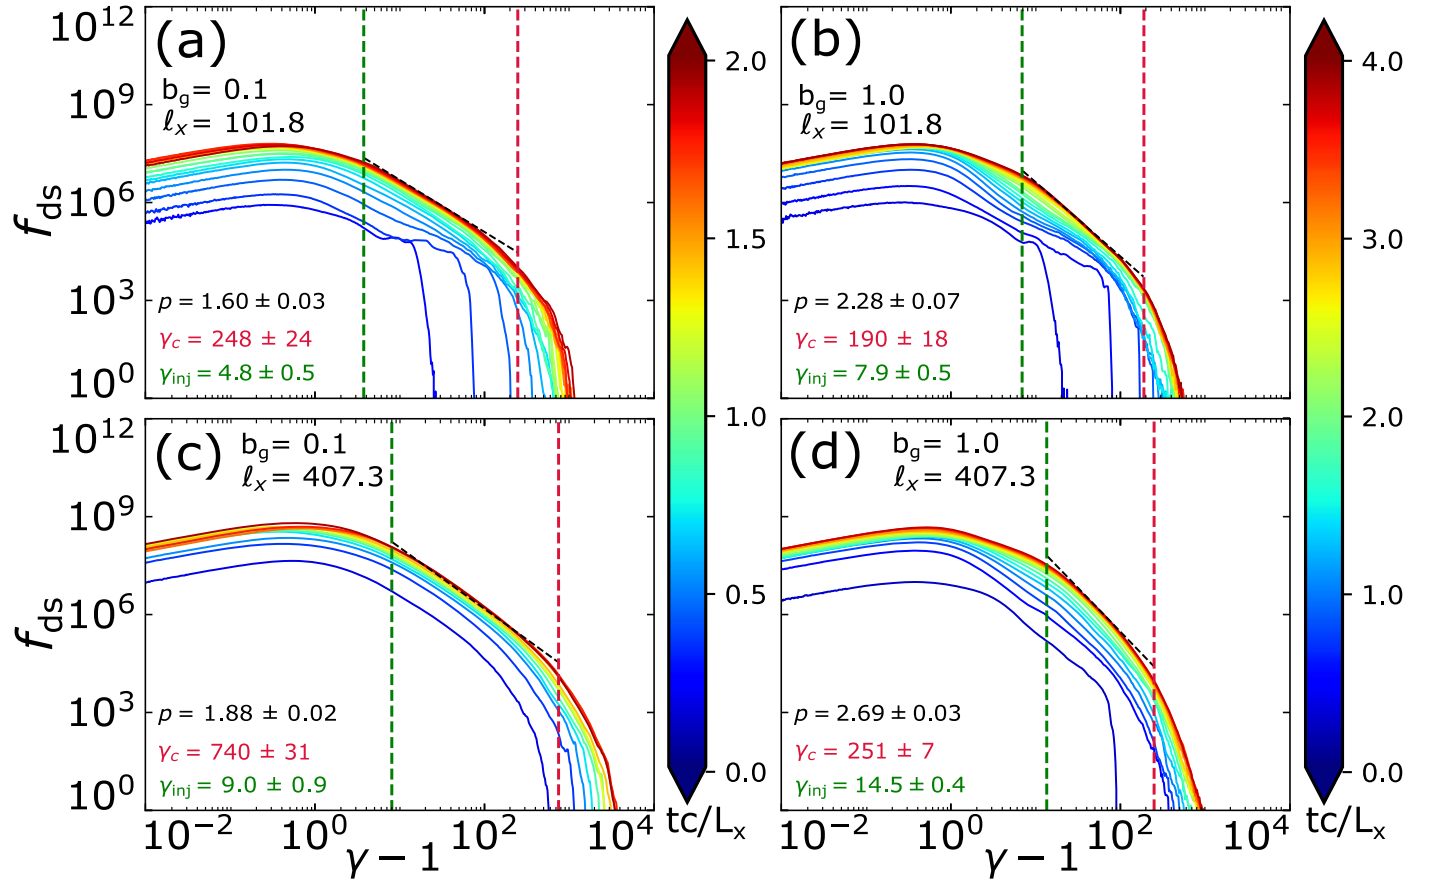 (a)
b_g = 0.1
ℓ_x = 101.8
p = 1.60 ± 0.03
γ_c = 248 ± 24
γ_inj = 4.8 ± 0.5
10^12
10^9
10^6
10^3
10^0
f_ds
2.0
1.5
1.0
0.5
0.0
tc/L_x
(b)
b_g = 1.0
ℓ_x = 101.8
p = 2.28 ± 0.07
γ_c = 190 ± 18
γ_inj = 7.9 ± 0.5
4.0
3.0
2.0
1.0
0.0
tc/L_x
(c)
b_g = 0.1
ℓ_x = 407.3
p = 1.88 ± 0.02
γ_c = 740 ± 31
γ_inj = 9.0 ± 0.9
10^12
10^9
10^6
10^3
10^0
f_ds
10^-2 10^0 10^2 10^4
γ − 1
(d)
b_g = 1.0
ℓ_x = 407.3
p = 2.69 ± 0.03
γ_c = 251 ± 7
γ_inj = 14.5 ± 0.4
10^-2 10^0 10^2 10^4
γ − 1